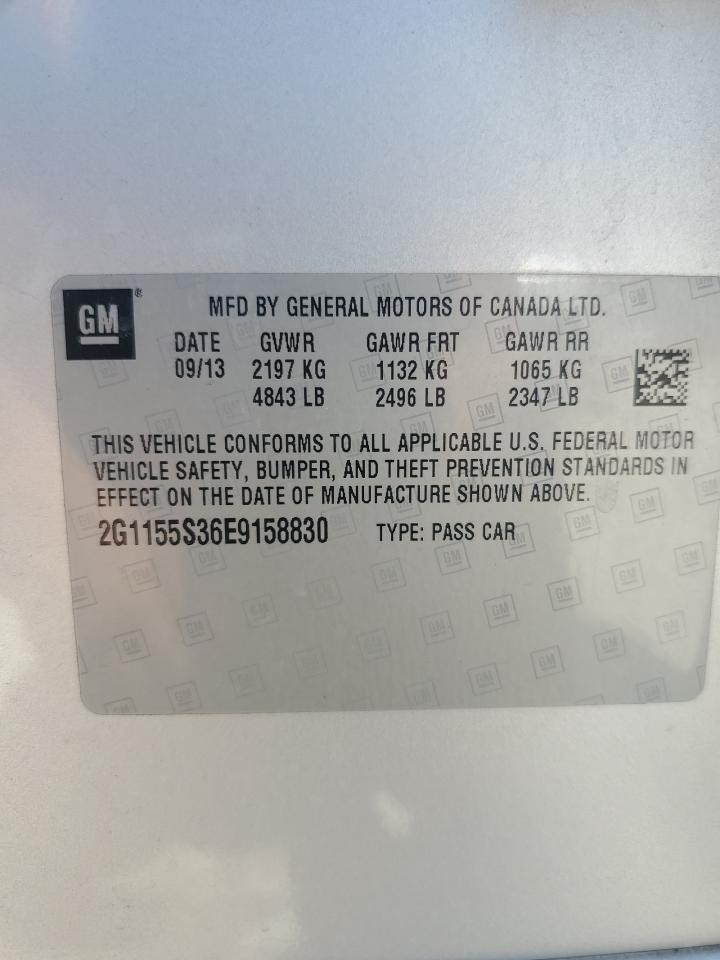 GM ®
MFD BY GENERAL MOTORS OF CANADA LTD.
DATE GVWR GAWR FRT GAWR RR
09/13 2197 KG 1132 KG 1065 KG
4843 LB 2496 LB 2347 LB
THIS VEHICLE CONFORMS TO ALL APPLICABLE U.S. FEDERAL MOTOR
VEHICLE SAFETY, BUMPER, AND THEFT PREVENTION STANDARDS IN
EFFECT ON THE DATE OF MANUFACTURE SHOWN ABOVE.
2G1155S36E9158830 TYPE: PASS CAR